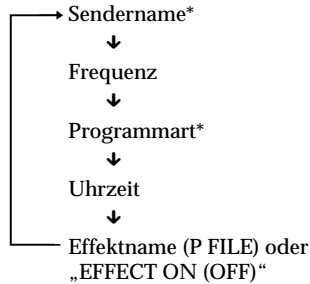 Sendername*
Frequenz
Programmart*
Uhrzeit
Effektname (P FILE) oder
„EFFECT ON (OFF)“